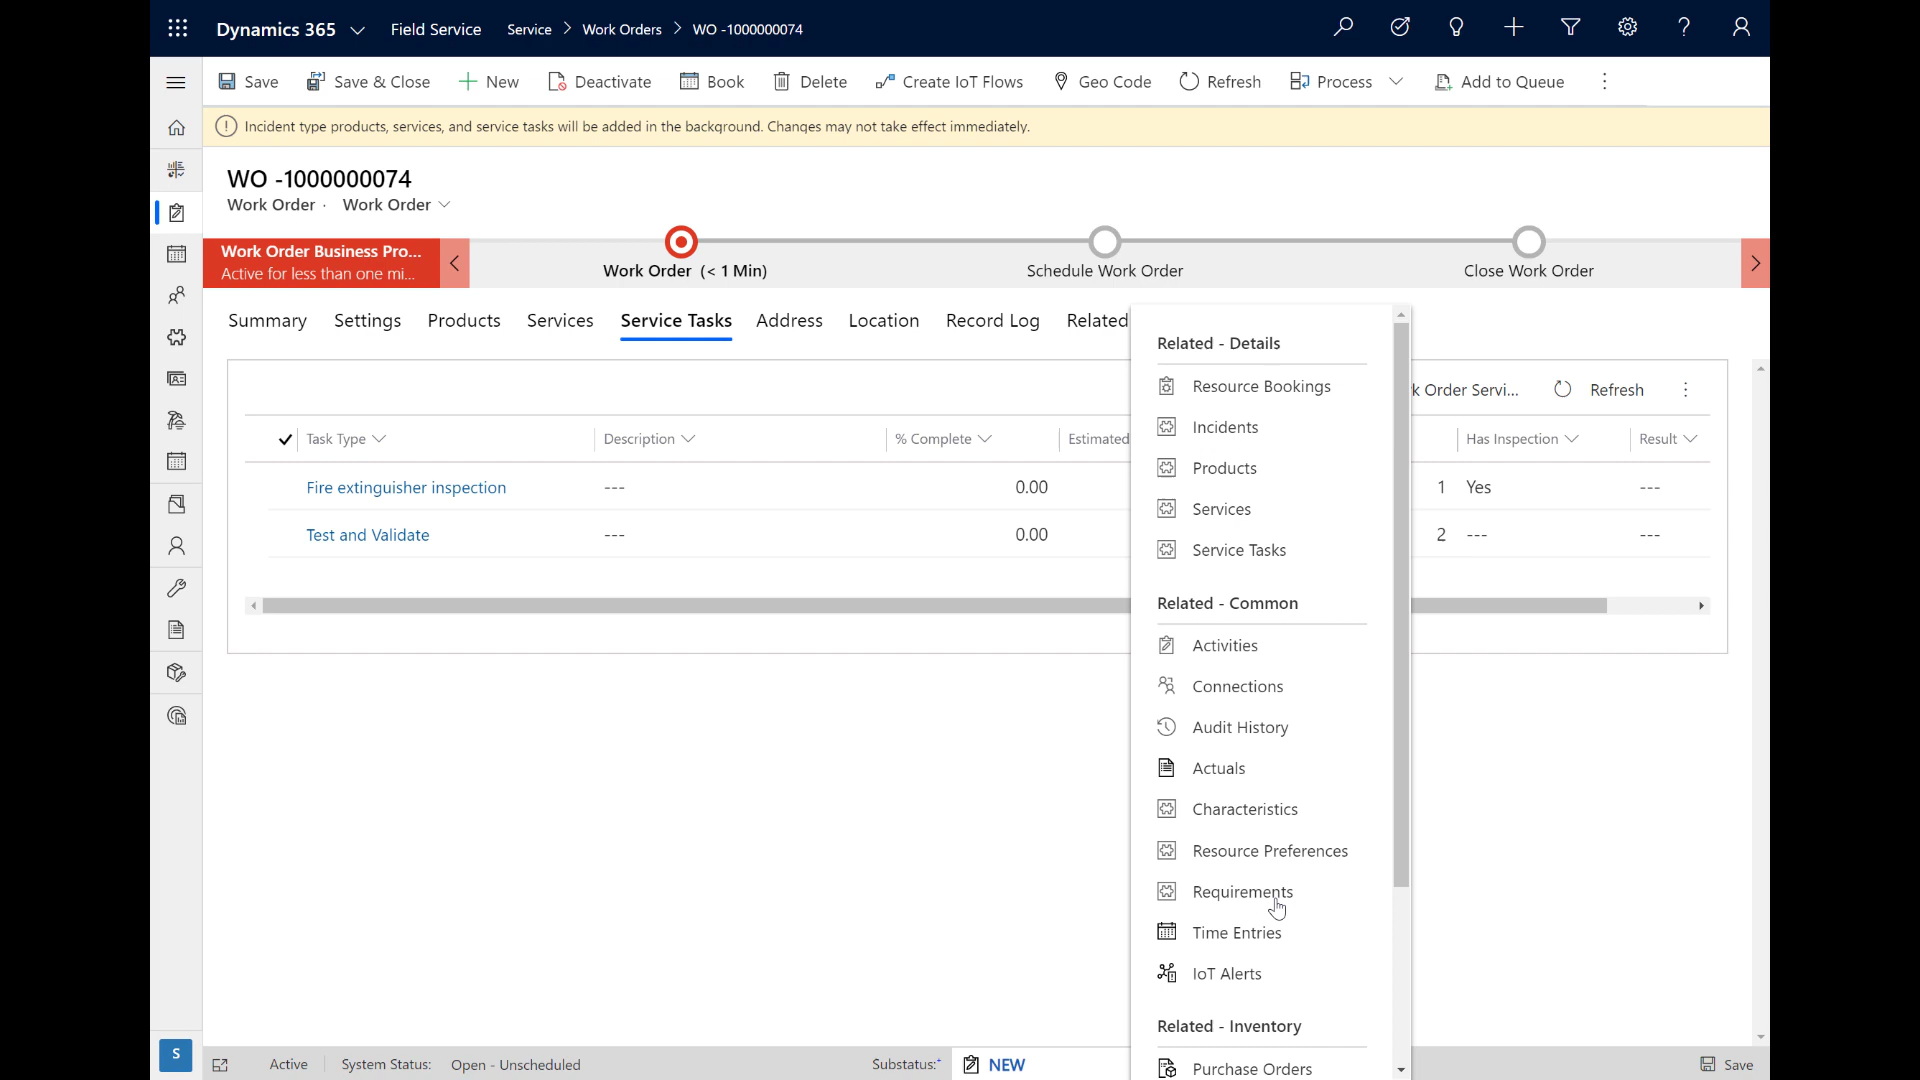 Dynamics 365 Field Service Service > Work Orders > WO -1000000074
Save Save & Close New Deactivate Book Delete Create IoT Flows Geo Code Refresh Process Add to Queue
Incident type products, services, and service tasks will be added in the background. Changes may not take effect immediately.
WO -1000000074
Work Order · Work Order
Work Order Business Pro...
Active for less than one mi...
Work Order (< 1 Min)
Schedule Work Order
Close Work Order
Summary Settings Products Services Service Tasks Address Location Record Log Related
k Order Servi... Refresh
Task Type Description % Complete Estimated Has Inspection Result
Fire extinguisher inspection --- 0.00 1 Yes ---
Test and Validate --- 0.00 2 --- ---
Related - Details
Resource Bookings
Incidents
Products
Services
Service Tasks
Related - Common
Activities
Connections
Audit History
Actuals
Characteristics
Resource Preferences
Requirements
Time Entries
IoT Alerts
Related - Inventory
Purchase Orders
S Active System Status: Open - Unscheduled Substatus:* NEW Save